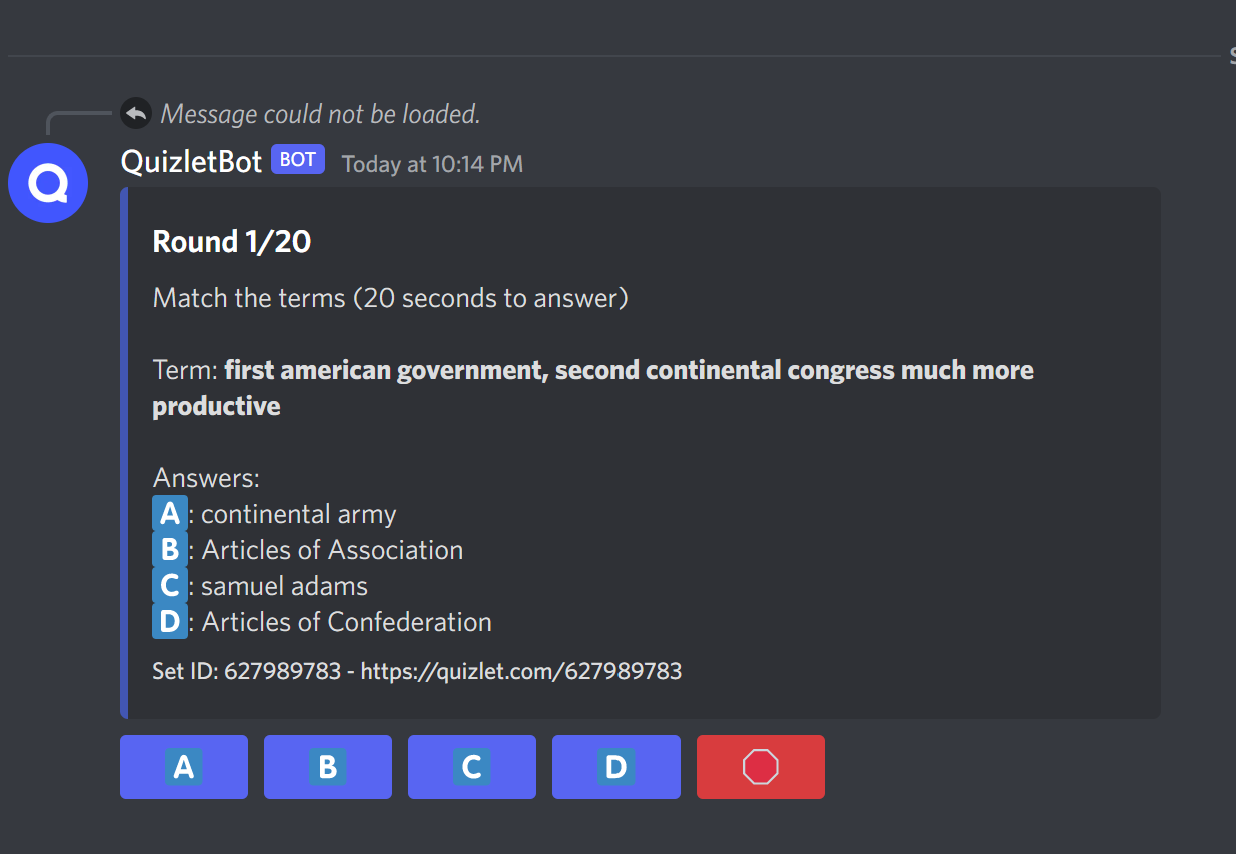 Message could not be loaded.
QuizletBot BOT Today at 10:14 PM
Round 1/20
Match the terms (20 seconds to answer)
Term: first american government, second continental congress much more
productive
Answers:
A: continental army
B: Articles of Association
C: samuel adams
D: Articles of Confederation
Set ID: 627989783 - https://quizlet.com/627989783
A B C D